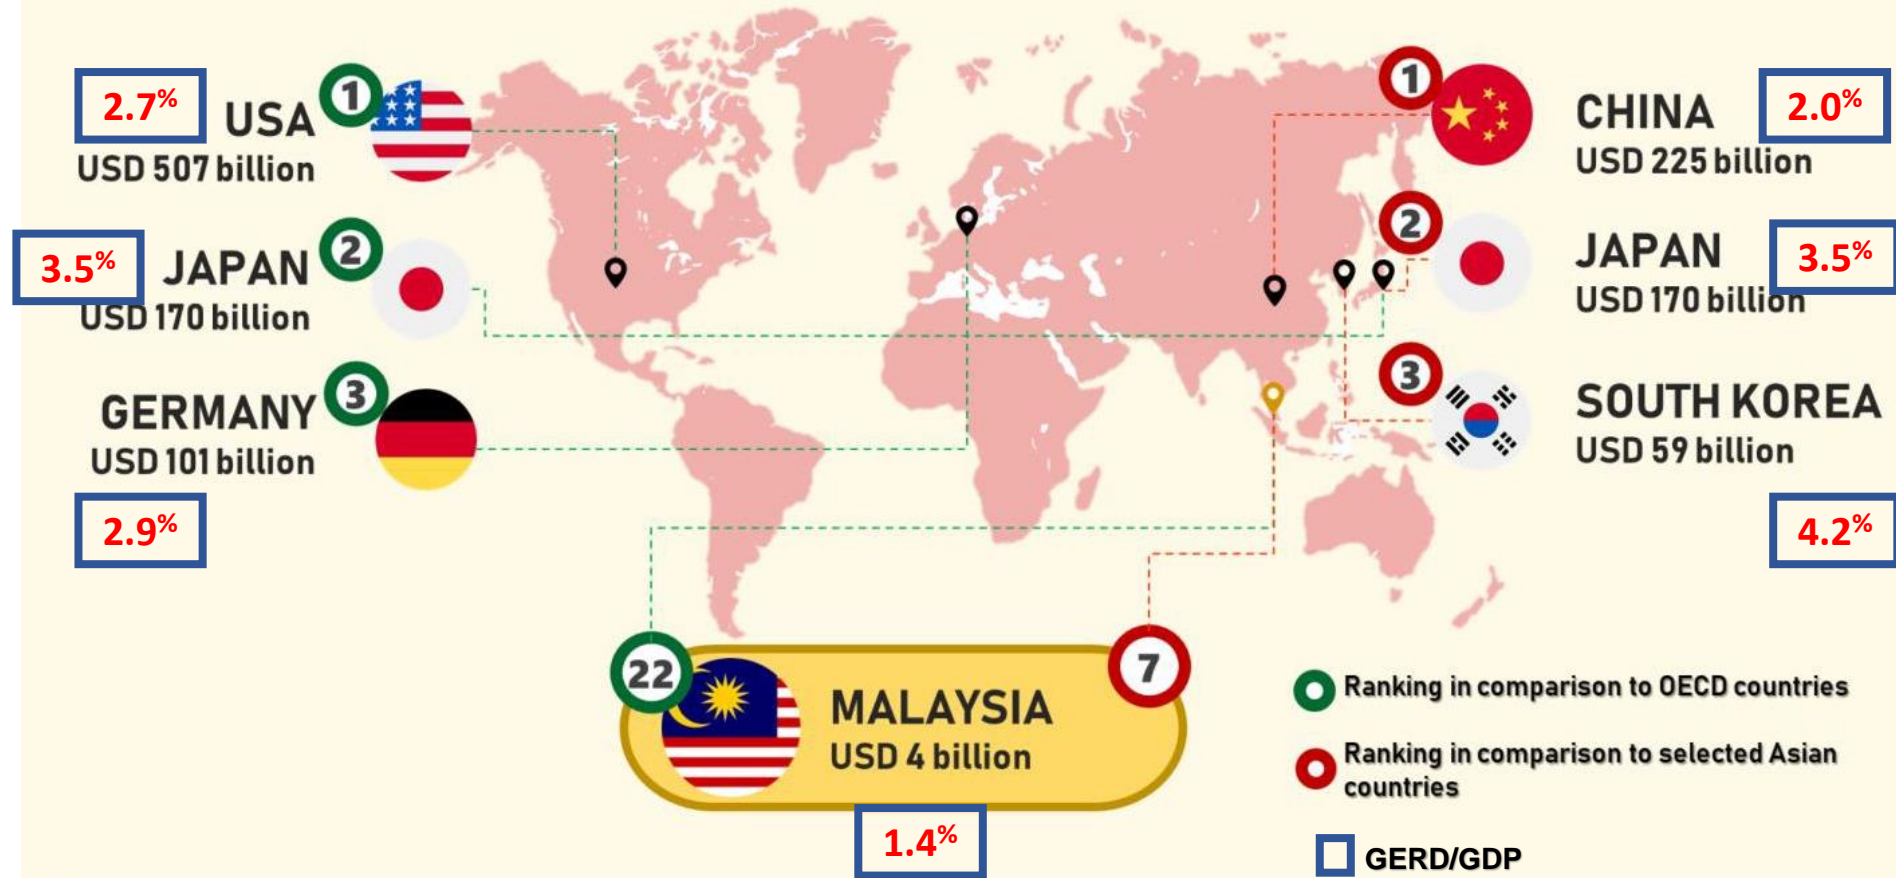 2.7%
USA
1
USD 507 billion
3.5%
JAPAN
2
USD 170 billion
GERMANY
3
USD 101 billion
2.9%
1
CHINA
2.0%
USD 225 billion
2
JAPAN
3.5%
USD 170 billion
3
SOUTH KOREA
USD 59 billion
4.2%
22
MALAYSIA
USD 4 billion
7
1.4%
Ranking in comparison to OECD countries
Ranking in comparison to selected Asian
countries
GERD/GDP